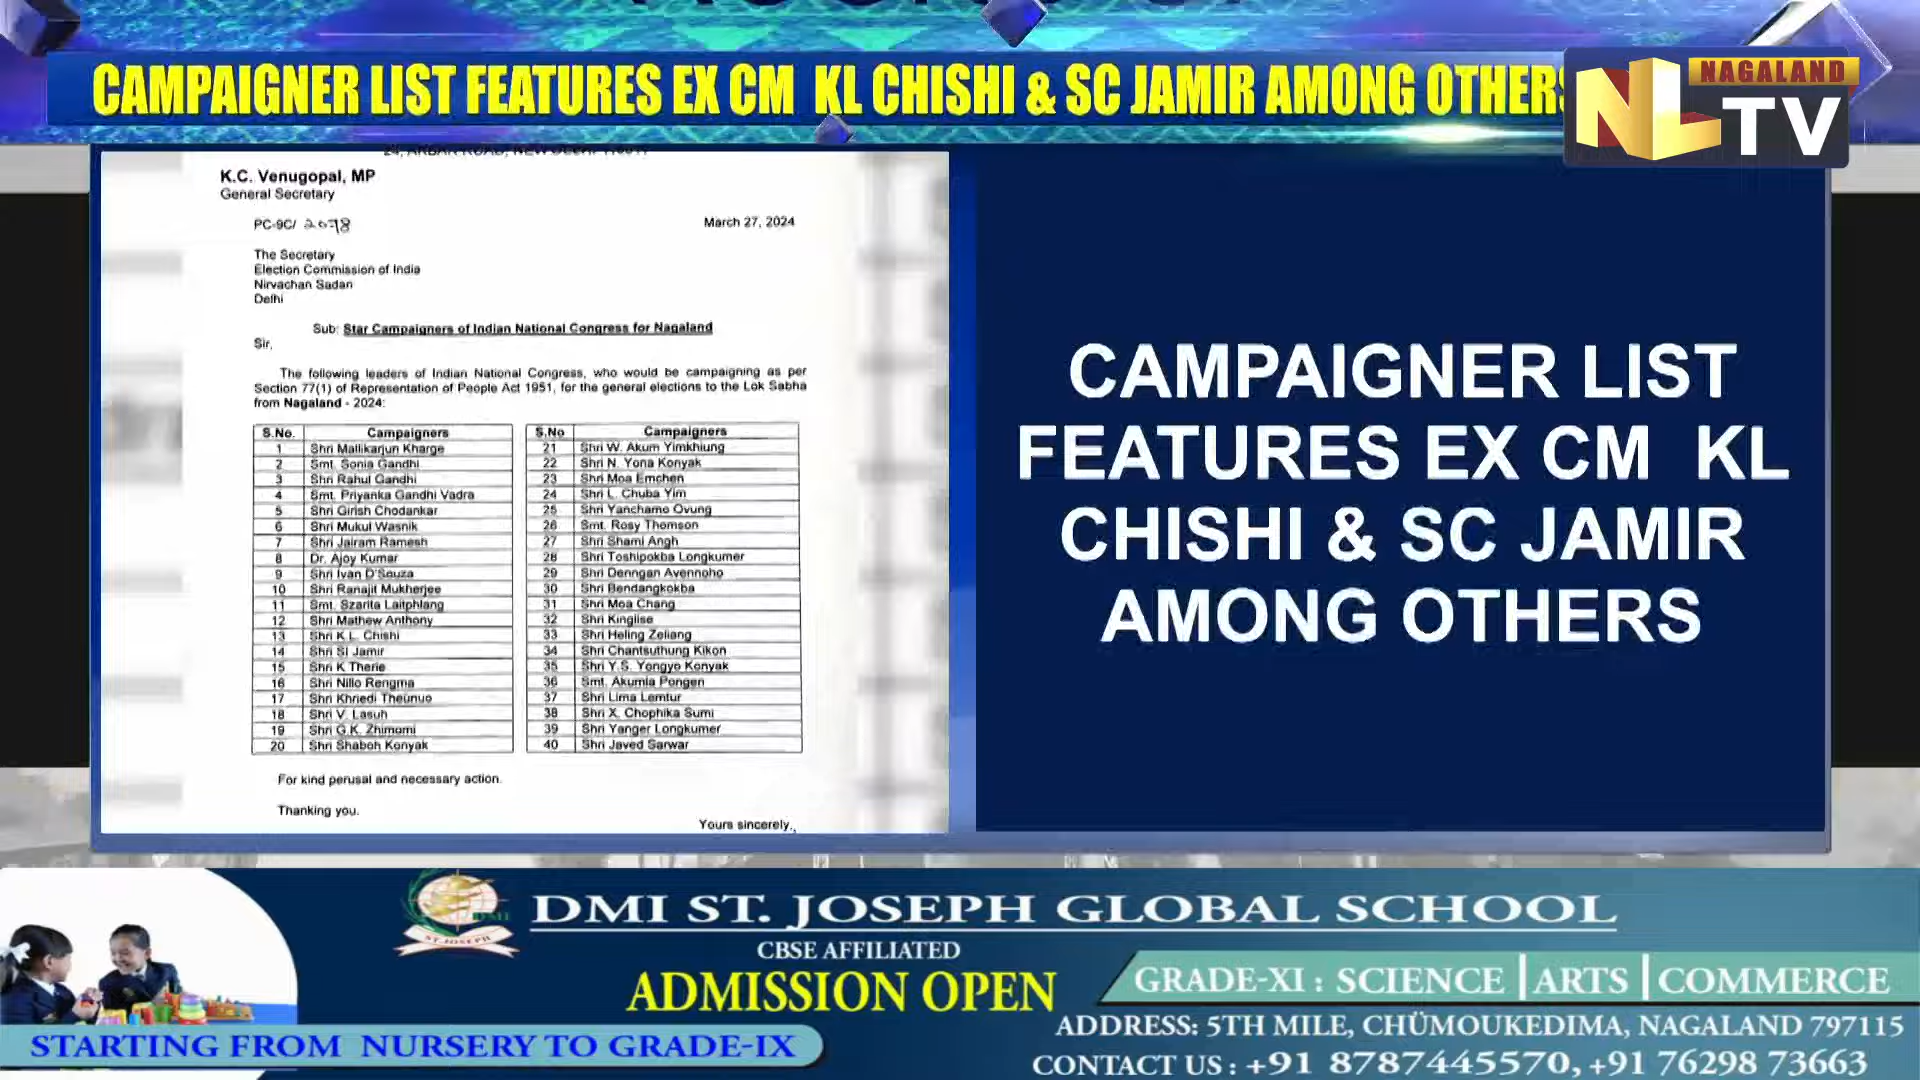 CAMPAIGNER LIST FEATURES EX CM KL CHISHI & SC JAMIR AMONG OTHERS
NAGALAND
NL TV
24, AKBAR ROAD, NEW DELHI
K.C. Venugopal, MP
General Secretary
PC-9C/ 2078
March 27, 2024
The Secretary
Election Commission of India
Nirvachan Sadan
Delhi
Sub: Star Campaigners of Indian National Congress for Nagaland
Sir,
The following leaders of Indian National Congress, who would be campaigning as per
Section 77(1) of Representation of People Act 1951, for the general elections to the Lok Sabha
from Nagaland - 2024:
S.No. Campaigners
1 Shri Mallikarjun Kharge
2 Smt. Sonia Gandhi
3 Shri Rahul Gandhi
4 Smt. Priyanka Gandhi Vadra
5 Shri Girish Chodankar
6 Shri Mukul Wasnik
7 Shri Jairam Ramesh
8 Dr. Ajoy Kumar
9 Shri Ivan D'Souza
10 Shri Ranajit Mukherjee
11 Smt. Szarita Laitphlang
12 Shri Mathew Anthony
13 Shri K.L. Chishi
14 Shri SI Jamir
15 Shri K Therie
16 Shri Nillo Rengma
17 Shri Khriedi Theünuo
18 Shri V. Lasuh
19 Shri G.K. Zhimomi
20 Shri Shaboh Konyak
S.No Campaigners
21 Shri W. Akum Yimkhiung
22 Shri N. Yona Konyak
23 Shri Moa Emchen
24 Shri L. Chuba Yim
25 Shri Yanchamo Ovung
26 Smt. Rosy Thomson
27 Shri Shami Angh
28 Shri Toshipokba Longkumer
29 Shri Denngan Avennoho
30 Shri Bendangkokba
31 Shri Moa Chang
32 Shri Kinglise
33 Shri Heling Zeliang
34 Shri Chantsuthung Kikon
35 Shri Y.S. Yongyo Konyak
36 Smt. Akumla Pongen
37 Shri Lima Lemtur
38 Shri X. Chophika Sumi
39 Shri Yanger Longkumer
40 Shri Javed Sarwar
For kind perusal and necessary action.
Thanking you.
Yours sincerely,
CAMPAIGNER LIST
FEATURES EX CM KL
CHISHI & SC JAMIR
AMONG OTHERS
ST. JOSEPH
DMI ST. JOSEPH GLOBAL SCHOOL
CBSE AFFILIATED
ADMISSION OPEN
GRADE-XI : SCIENCE | ARTS | COMMERCE
STARTING FROM NURSERY TO GRADE-IX
ADDRESS: 5TH MILE, CHÜMOUKEDIMA, NAGALAND 797115
CONTACT US : +91 8787445570, +91 76298 73663